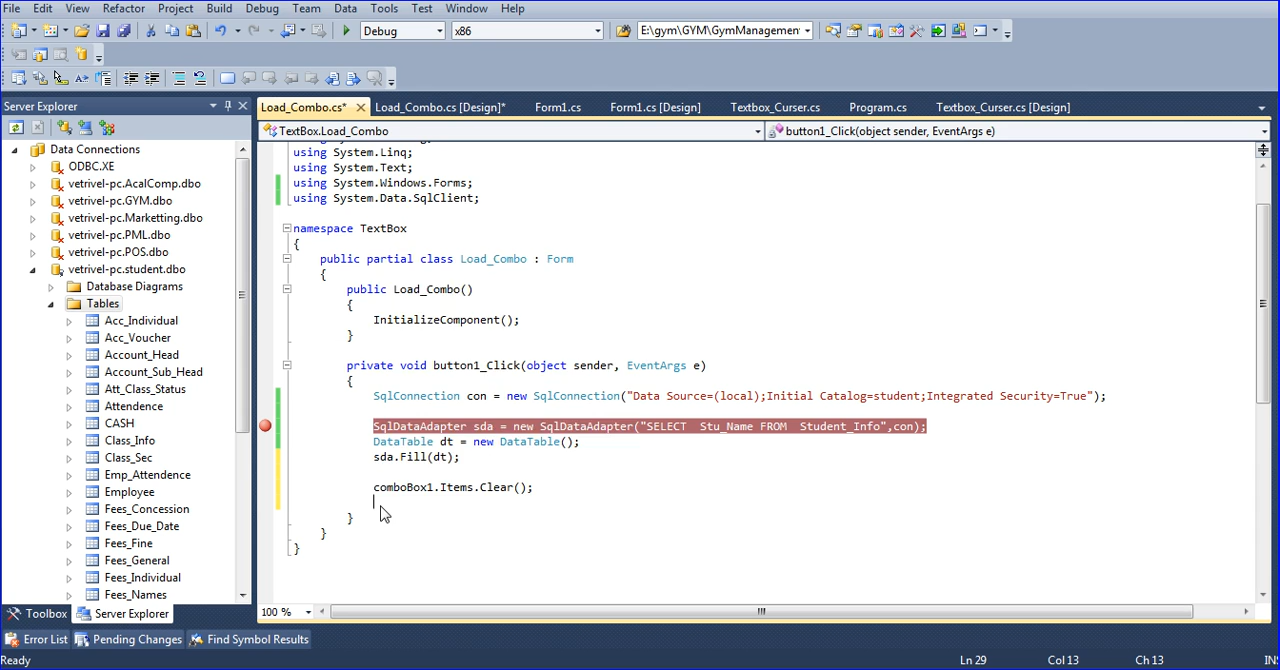 File Edit View Refactor Project Build Debug Team Data Tools Test Window Help
Debug x86 E:\gym\GYM\GymManagement
Server Explorer
Load_Combo.cs* Load_Combo.cs [Design]* Form1.cs Form1.cs [Design] Textbox_Curser.cs Program.cs Textbox_Curser.cs [Design]
TextBox.Load_Combo button1_Click(object sender, EventArgs e)
Data Connections
ODBC.XE
vetrivel-pc.AcalComp.dbo
vetrivel-pc.GYM.dbo
vetrivel-pc.Marketting.dbo
vetrivel-pc.PML.dbo
vetrivel-pc.POS.dbo
vetrivel-pc.student.dbo
Database Diagrams
Tables
Acc_Individual
Acc_Voucher
Account_Head
Account_Sub_Head
Att_Class_Status
Attendence
CASH
Class_Info
Class_Sec
Emp_Attendence
Employee
Fees_Concession
Fees_Due_Date
Fees_Fine
Fees_General
Fees_Individual
Fees_Names
using System.Linq;
using System.Text;
using System.Windows.Forms;
using System.Data.SqlClient;
namespace TextBox
{
public partial class Load_Combo : Form
{
public Load_Combo()
{
InitializeComponent();
}
private void button1_Click(object sender, EventArgs e)
{
SqlConnection con = new SqlConnection("Data Source=(local);Initial Catalog=student;Integrated Security=True");
SqlDataAdapter sda = new SqlDataAdapter("SELECT  Stu_Name FROM  Student_Info",con);
DataTable dt = new DataTable();
sda.Fill(dt);
comboBox1.Items.Clear();
}
}
}
100 %
Toolbox Server Explorer
Error List Pending Changes Find Symbol Results
Ready Ln 29 Col 13 Ch 13 INS